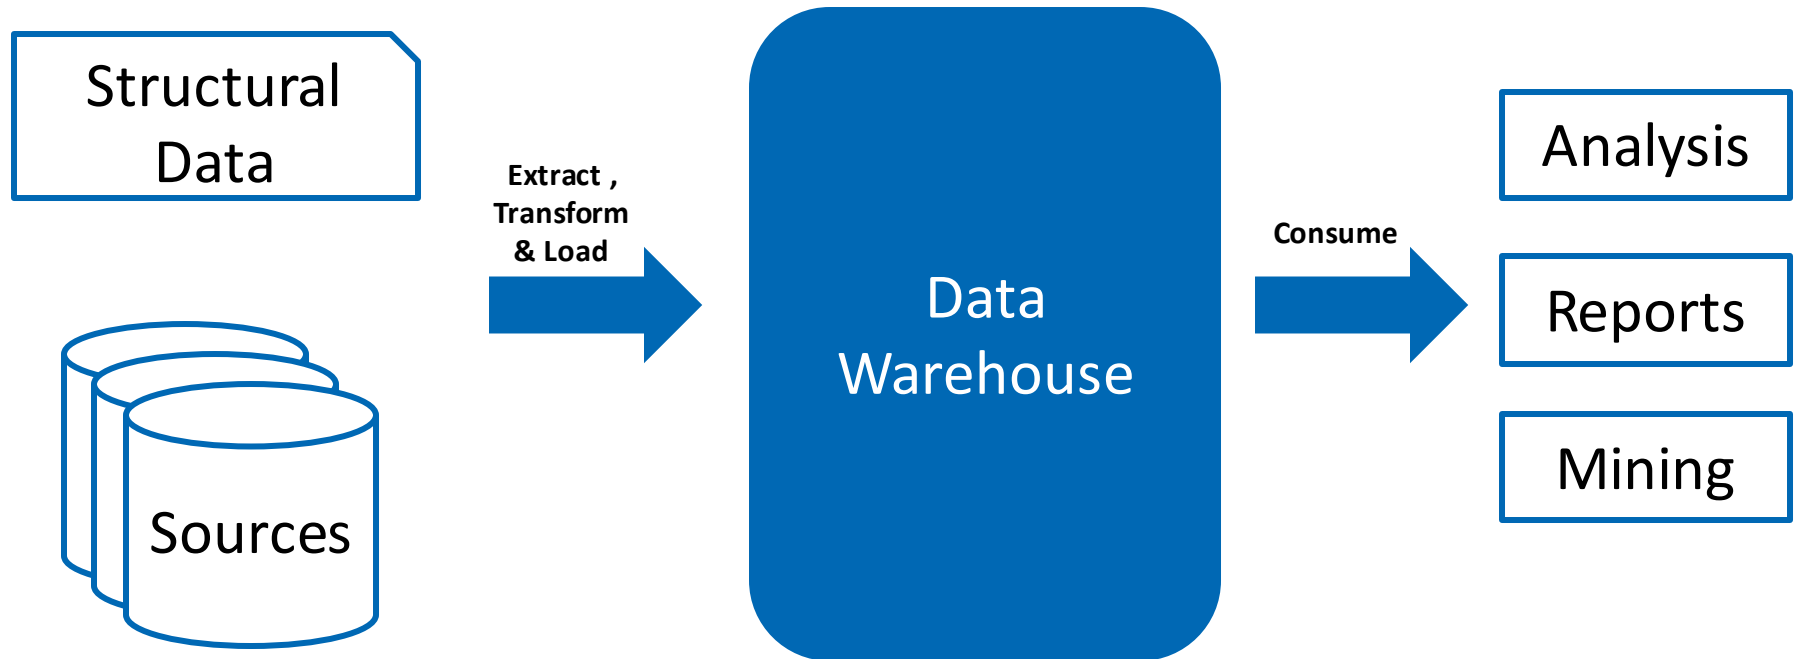 Structural
Data
Sources
Extract ,
Transform
& Load
Data
Warehouse
Consume
Analysis
Reports
Mining